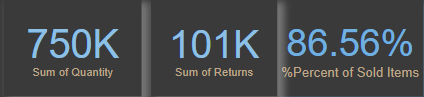 750K
Sum of Quantity
101K
Sum of Returns
86.56%
%Percent of Sold Items